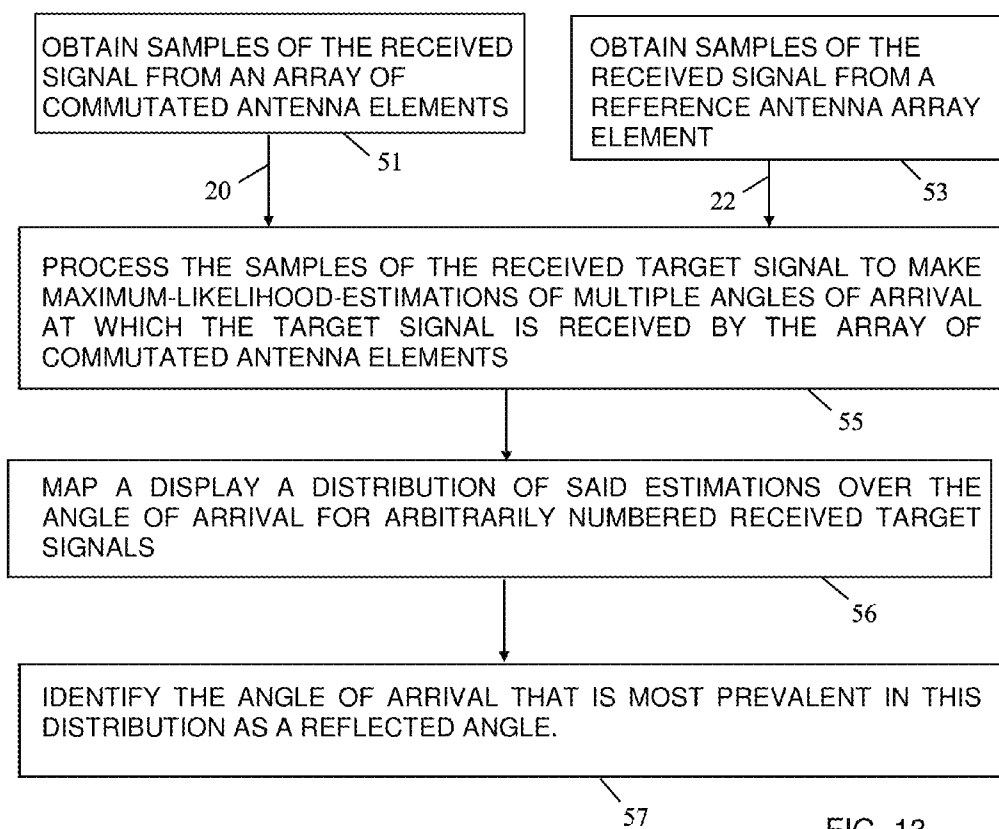 OBTAIN SAMPLES OF THE RECEIVED
SIGNAL FROM AN ARRAY OF
COMMUTATED ANTENNA ELEMENTS
51
20
OBTAIN SAMPLES OF THE
RECEIVED SIGNAL FROM A
REFERENCE ANTENNA ARRAY
ELEMENT
53
22
PROCESS THE SAMPLES OF THE RECEIVED TARGET SIGNAL TO MAKE
MAXIMUM-LIKELIHOOD-ESTIMATIONS OF MULTIPLE ANGLES OF ARRIVAL
AT WHICH THE TARGET SIGNAL IS RECEIVED BY THE ARRAY OF
COMMUTATED ANTENNA ELEMENTS
55
MAP A DISPLAY A DISTRIBUTION OF SAID ESTIMATIONS OVER THE
ANGLE OF ARRIVAL FOR ARBITRARILY NUMBERED RECEIVED TARGET
SIGNALS
56
IDENTIFY THE ANGLE OF ARRIVAL THAT IS MOST PREVALENT IN THIS
DISTRIBUTION AS A REFLECTED ANGLE.
57